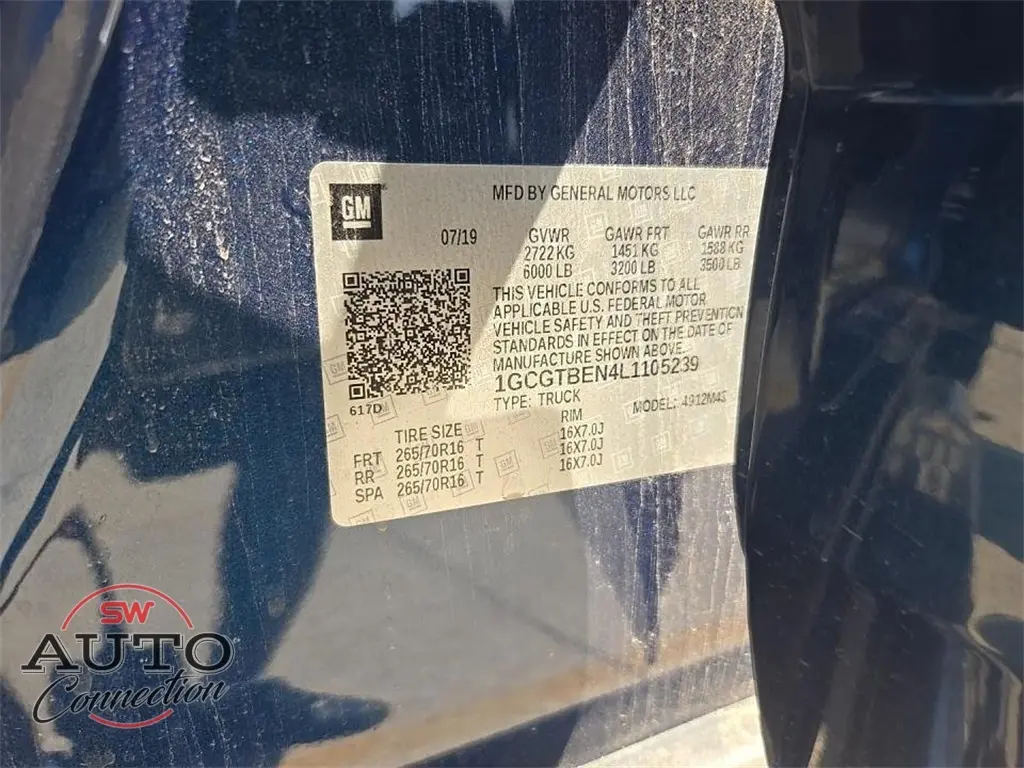 GM
MFD BY GENERAL MOTORS LLC
07/19 GVWR GAWR FRT GAWR RR
2722 KG 1451 KG 1588 KG
6000 LB 3200 LB 3500 LB
THIS VEHICLE CONFORMS TO ALL
APPLICABLE U.S. FEDERAL MOTOR
VEHICLE SAFETY AND THEFT PREVENTION
STANDARDS IN EFFECT ON THE DATE OF
MANUFACTURE SHOWN ABOVE.
1GCGTBEN4L1105239
617D TYPE: TRUCK MODEL:
TIRE SIZE RIM
FRT 265/70R16 T 16X7.0J
RR 265/70R16 T 16X7.0J
SPA 265/70R16 T 16X7.0J
SW
AUTO
Connection